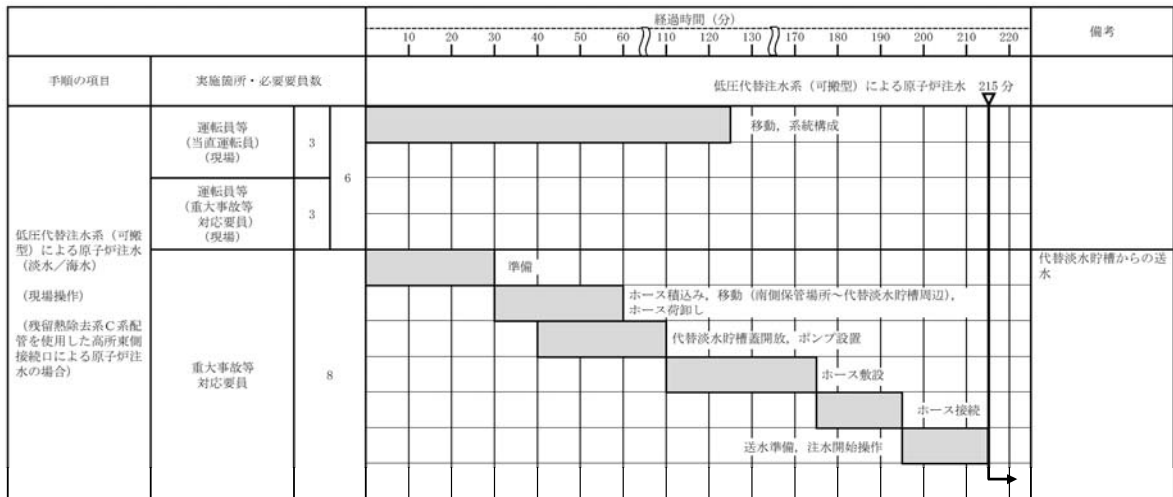 経過時間（分）
備考
10 20 30 40 50 60 110 120 130 170 180 190 200 210 220
手順の項目
実施箇所・必要要員数
低圧代替注水系（可搬型）による原子炉注水 215 分
運転員等
（当直運転員）
（現場）
3
移動，系統構成
6
運転員等
（重大事故等
対応要員）
（現場）
3
低圧代替注水系（可搬
型）による原子炉注水
（淡水／海水）
（現場操作）
（残留熱除去系Ｃ系配
管を使用した高所東側
接続口による原子炉注
水の場合）
重大事故等
対応要員
8
準備
ホース積込み，移動（南側保管場所～代替淡水貯槽周辺），
ホース荷卸し
代替淡水貯槽蓋開放，ポンプ設置
ホース敷設
ホース接続
送水準備，注水開始操作
代替淡水貯槽からの送
水